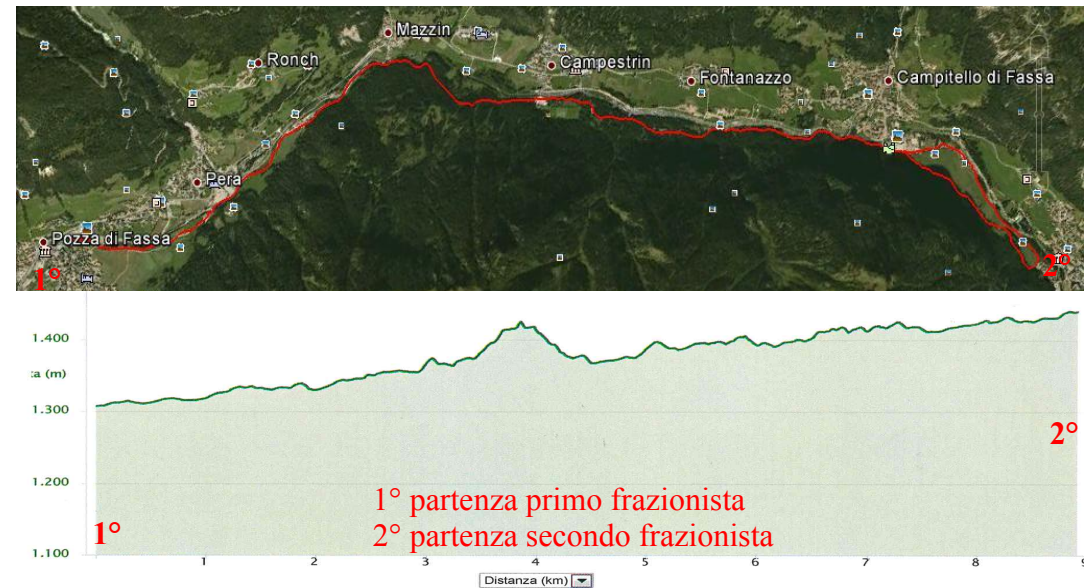 Mazzin
Ronch
Campestrin
Fontanazzo
Campitello di Fassa
Pera
Pozza di Fassa
1°
2°
1.400
ta (m)
1.300
2°
1.200
1° partenza primo frazionista
2° partenza secondo frazionista
1°
1.100
1 2 3 4 5 6 7 8 9
Distanza (km)